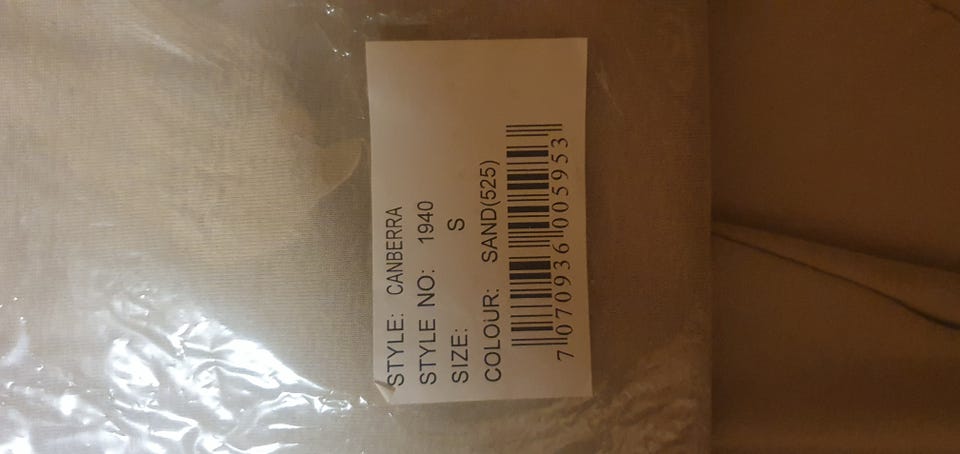 STYLE: CANBERRA
STYLE NO: 1940
SIZE: S
COLOUR: SAND(525)
7 070936 005953